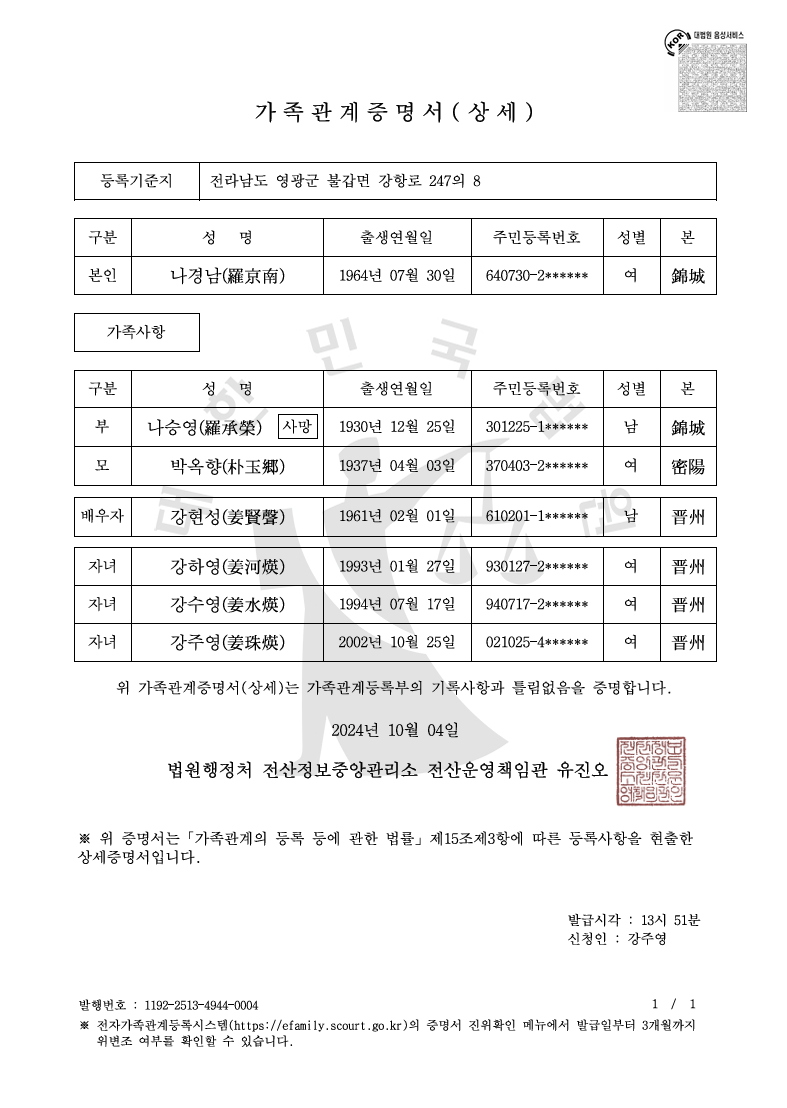 KOR 대법원 음성서비스
가족관계증명서(상세)
등록기준지 전라남도 영광군 불갑면 강항로 247의 8
구분 성 명 출생연월일 주민등록번호 성별 본
본인 나경남(羅京南) 1964년 07월 30일 640730-2****** 여 錦城
가족사항
구분 성 명 출생연월일 주민등록번호 성별 본
부 나승영(羅承榮) 사망 1930년 12월 25일 301225-1****** 남 錦城
모 박옥향(朴玉鄕) 1937년 04월 03일 370403-2****** 여 密陽
배우자 강현성(姜賢聲) 1961년 02월 01일 610201-1****** 남 晋州
자녀 강하영(姜河煐) 1993년 01월 27일 930127-2****** 여 晋州
자녀 강수영(姜水煐) 1994년 07월 17일 940717-2****** 여 晋州
자녀 강주영(姜珠煐) 2002년 10월 25일 021025-4****** 여 晋州
대한민국법원
위 가족관계증명서(상세)는 가족관계등록부의 기록사항과 틀림없음을 증명합니다.
2024년 10월 04일
법원행정처 전산정보중앙관리소 전산운영책임관 유진오
※ 위 증명서는「가족관계의 등록 등에 관한 법률」제15조제3항에 따른 등록사항을 현출한
상세증명서입니다.
발급시각 : 13시 51분
신청인 : 강주영
발행번호 : 1192-2513-4944-0004
1 / 1
※ 전자가족관계등록시스템(https://efamily.scourt.go.kr)의 증명서 진위확인 메뉴에서 발급일부터 3개월까지
위변조 여부를 확인할 수 있습니다.